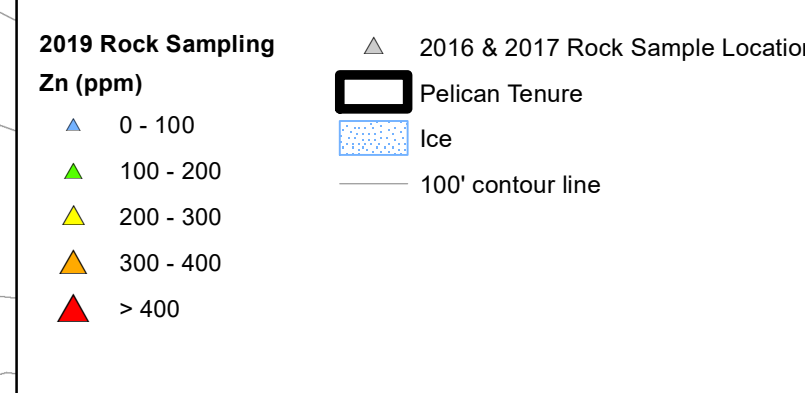 2019 Rock Sampling
Zn (ppm)
0 - 100
100 - 200
200 - 300
300 - 400
> 400
2016 & 2017 Rock Sample Location
Pelican Tenure
Ice
100' contour line